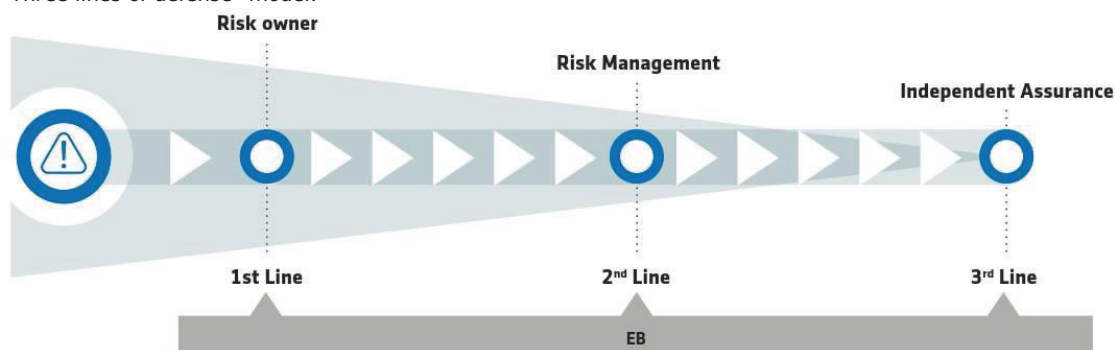 Three lines of defense" model:
Risk owner
Risk Management
Independent Assurance
1st Line
2nd Line
3rd Line
EB